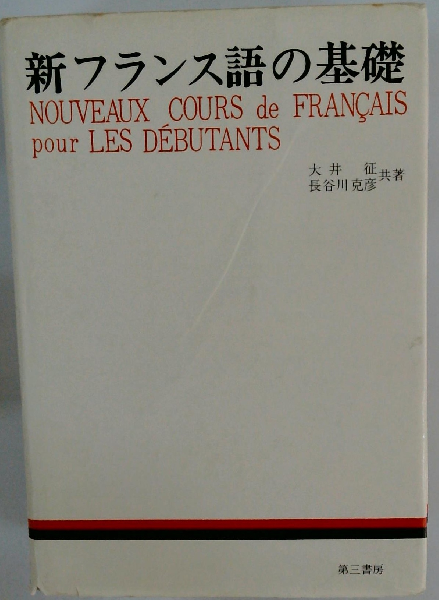 新フランス語の基礎
NOUVEAUX COURS de FRANÇAIS
pour LES DÉBUTANTS
大井 征
長谷川克彦 共著
第三書房